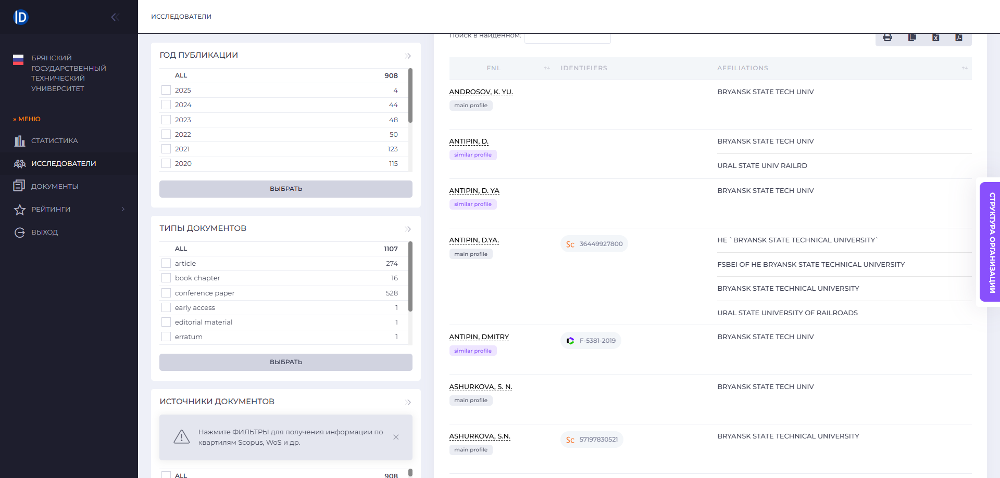 ID
ИССЛЕДОВАТЕЛИ
БРЯНСКИЙ
ГОСУДАРСТВЕННЫЙ
ТЕХНИЧЕСКИЙ
УНИВЕРСИТЕТ
» МЕНЮ
СТАТИСТИКА
ИССЛЕДОВАТЕЛИ
ДОКУМЕНТЫ
РЕЙТИНГИ
ВЫХОД
ГОД ПУБЛИКАЦИИ
ALL 908
2025 4
2024 44
2023 48
2022 50
2021 123
2020 115
ВЫБРАТЬ
ТИПЫ ДОКУМЕНТОВ
ALL 1107
article 274
book chapter 16
conference paper 528
early access 1
editorial material 1
erratum 1
ВЫБРАТЬ
ИСТОЧНИКИ ДОКУМЕНТОВ
Нажмите ФИЛЬТРЫ для получения информации по
квартилям Scopus, WoS и др.
ALL 908
Поиск в найденном:
FNL IDENTIFIERS AFFILIATIONS
ANDROSOV, K. YU. BRYANSK STATE TECH UNIV
main profile
ANTIPIN, D. BRYANSK STATE TECH UNIV
similar profile
URAL STATE UNIV RAILRD
ANTIPIN, D. YA BRYANSK STATE TECH UNIV
similar profile
ANTIPIN, D.YA. Sc 36449927800 HE `BRYANSK STATE TECHNICAL UNIVERSITY`
main profile
FSBEI OF HE BRYANSK STATE TECHNICAL UNIVERSITY
BRYANSK STATE TECHNICAL UNIVERSITY
URAL STATE UNIVERSITY OF RAILROADS
ANTIPIN, DMITRY F-5381-2019 BRYANSK STATE TECH UNIV
similar profile
ASHURKOVA, S. N. BRYANSK STATE TECH UNIV
main profile
ASHURKOVA, S.N. Sc 57197830521 BRYANSK STATE TECHNICAL UNIVERSITY
main profile
СТРУКТУРА ОРГАНИЗАЦИИ